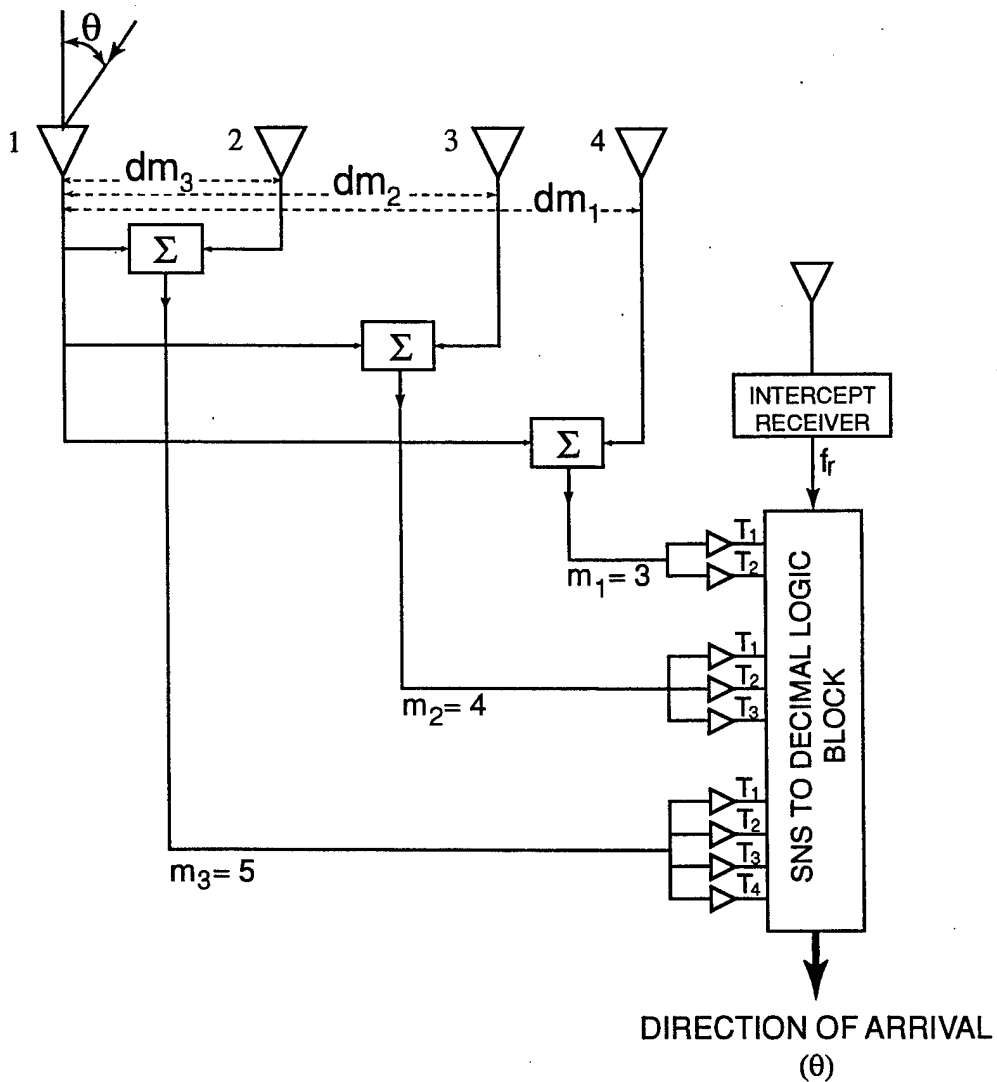 θ
1
2
3
4
dm₃
dm₂
dm₁
Σ
Σ
Σ
INTERCEPT
RECEIVER
fᵣ
T₁
T₂
m₁= 3
T₁
T₂
T₃
m₂= 4
T₁
T₂
T₃
T₄
m₃= 5
SNS TO DECIMAL LOGIC
BLOCK
DIRECTION OF ARRIVAL
(θ)